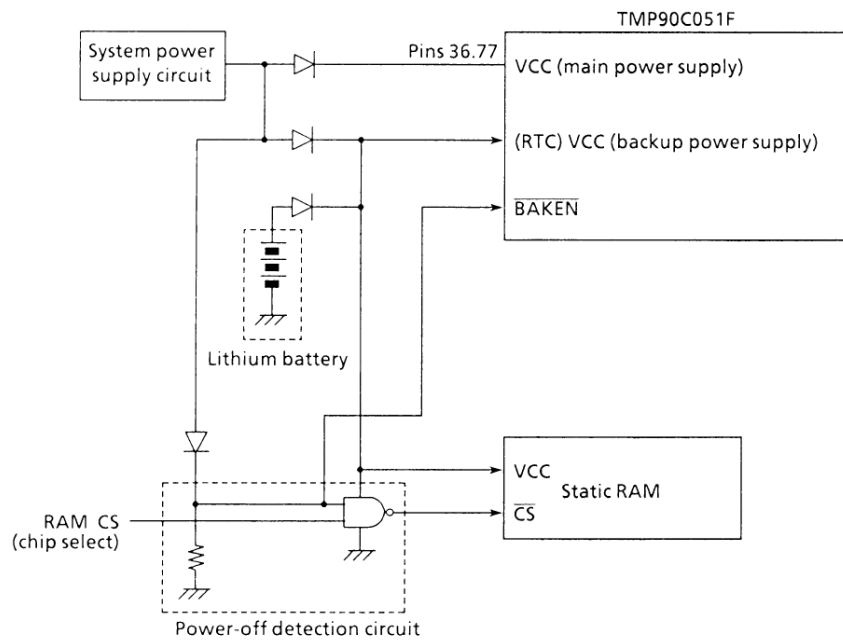 TMP90C051F
System power
supply circuit
Pins 36.77
VCC (main power supply)
(RTC) VCC (backup power supply)
BAKEN
Lithium battery
VCC
Static RAM
CS
RAM CS
(chip select)
Power-off detection circuit